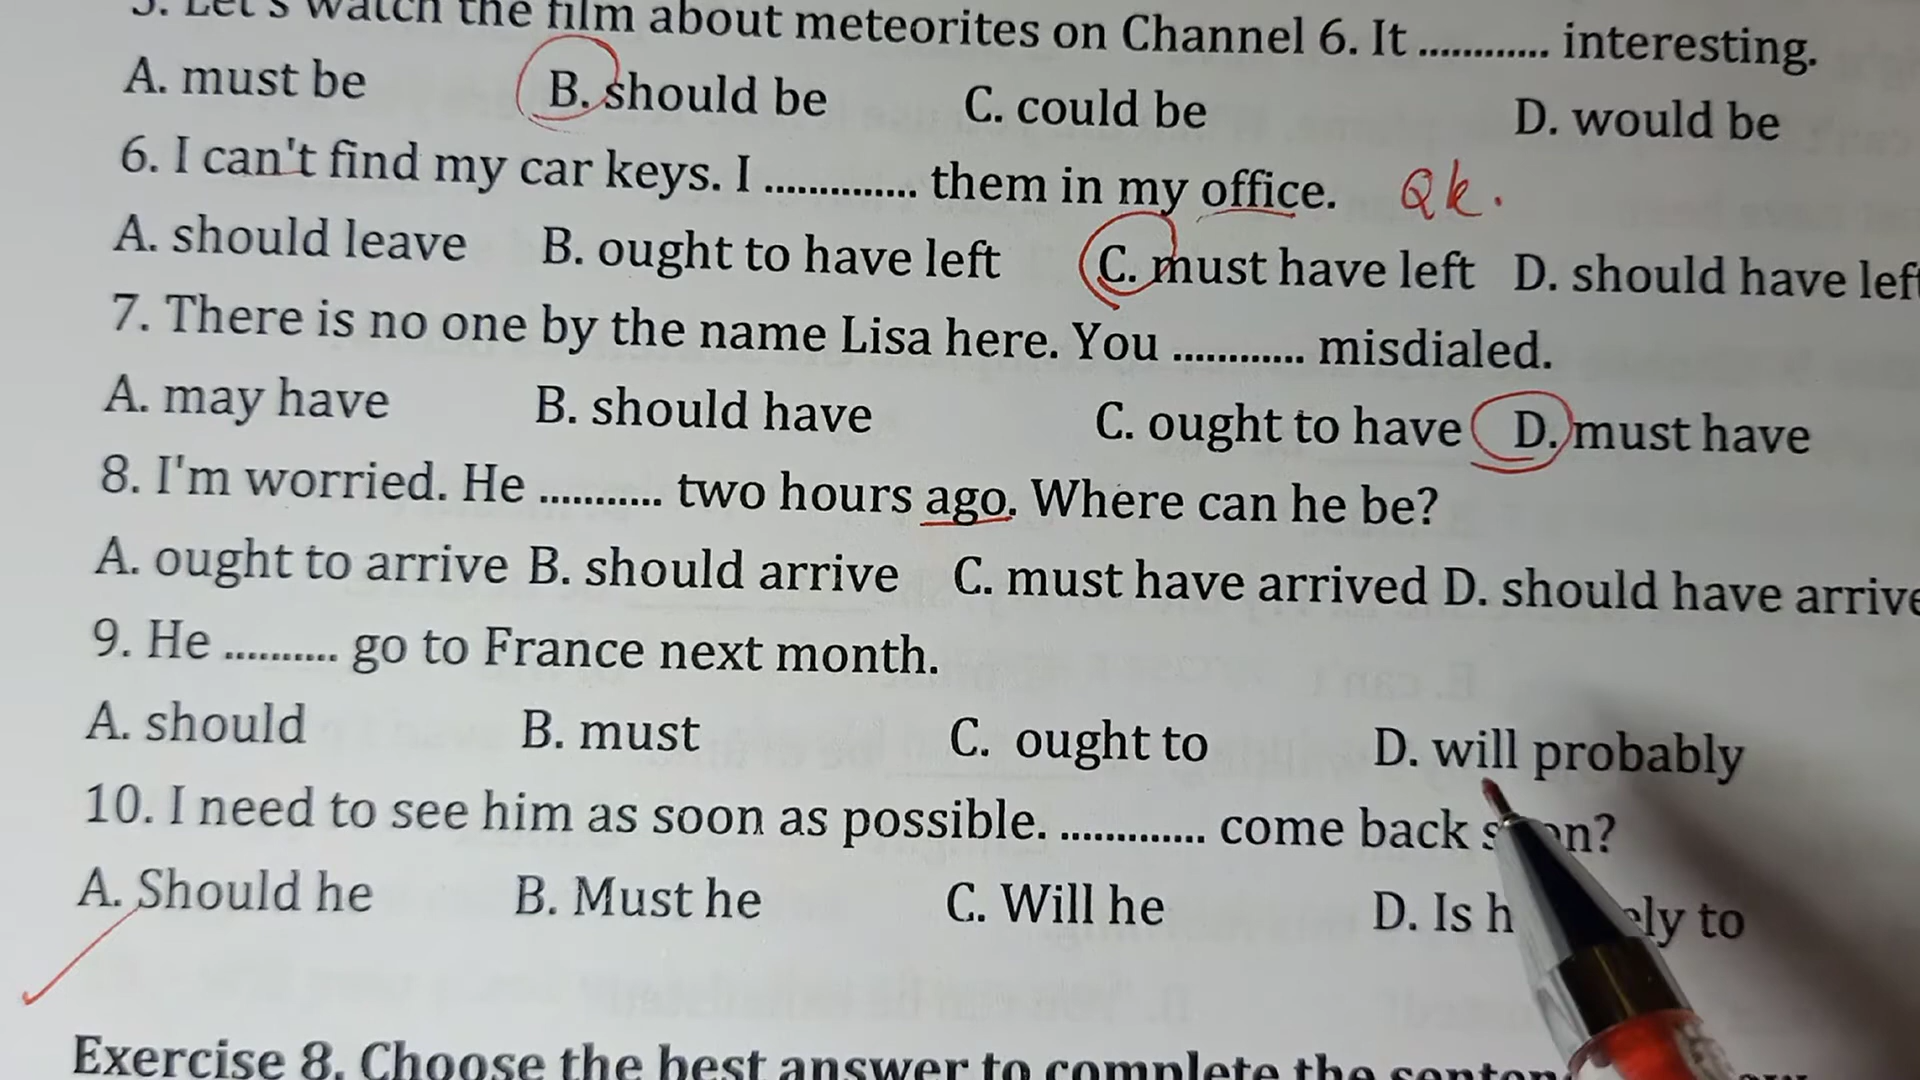 5. Let's watch the film about meteorites on Channel 6. It ............ interesting.
A. must be B. should be C. could be D. would be
6. I can't find my car keys. I .............. them in my office. Qk.
A. should leave B. ought to have left C. must have left D. should have left
7. There is no one by the name Lisa here. You ............ misdialed.
A. may have B. should have C. ought to have D. must have
8. I'm worried. He ........... two hours ago. Where can he be?
A. ought to arrive B. should arrive C. must have arrived D. should have arrive
9. He .......... go to France next month.
A. should B. must C. ought to D. will probably
10. I need to see him as soon as possible. ............. come back soon?
A. Should he B. Must he C. Will he D. Is to
Exercise 8. Choose the best answer to complete the